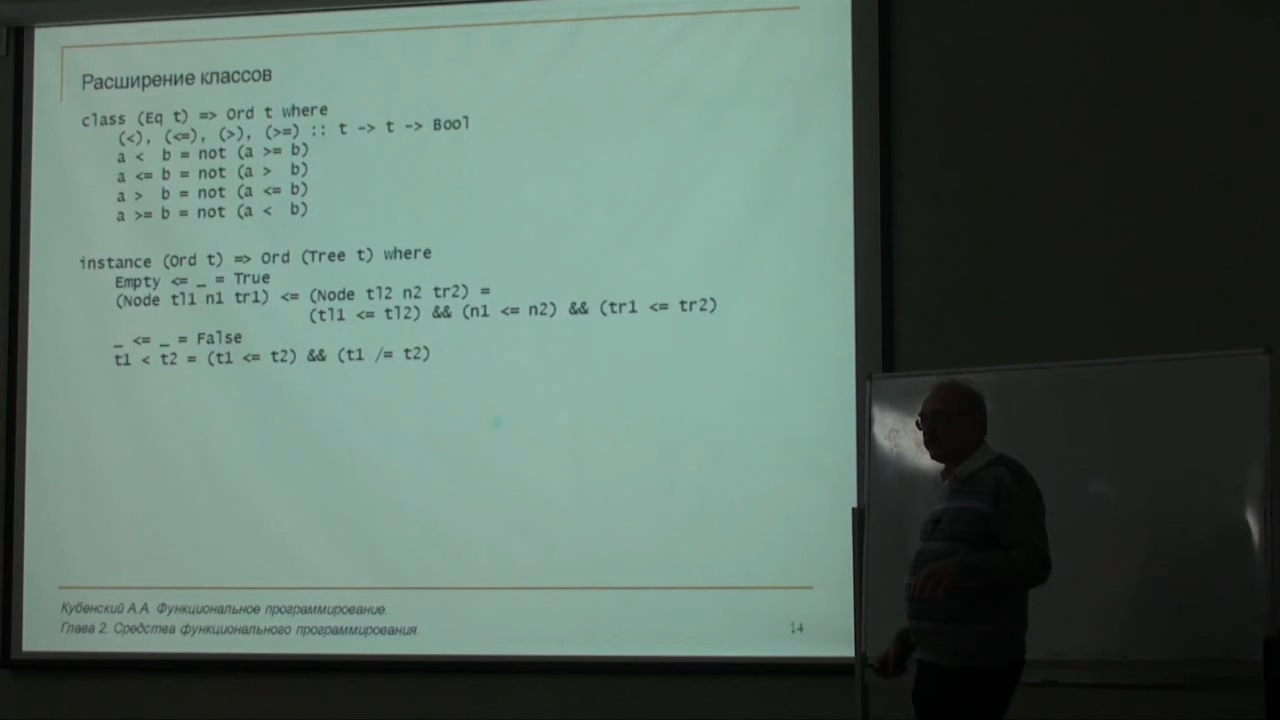 Расширение классов
class (Eq t) => Ord t where
(<), (<=), (>), (>=) :: t -> t -> Bool
a <  b = not (a >= b)
a <= b = not (a >  b)
a >  b = not (a <= b)
a >= b = not (a <  b)
instance (Ord t) => Ord (Tree t) where
Empty <= _ = True
(Node tl1 n1 tr1) <= (Node tl2 n2 tr2) =
(tl1 <= tl2) && (n1 <= n2) && (tr1 <= tr2)
_ <= _ = False
t1 < t2 = (t1 <= t2) && (t1 /= t2)
Кубенский А.А. Функциональное программирование.
Глава 2. Средства функционального программирования.
14